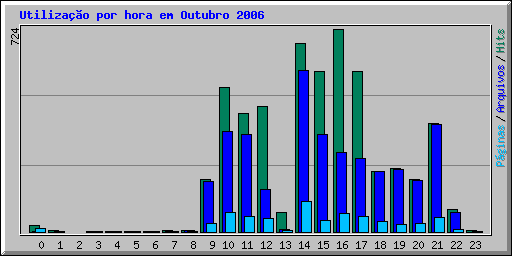 Utilização por hora em Outubro 2006
724
Páginas / Arquivos / Hits
0 1 2 3 4 5 6 7 8 9 10 11 12 13 14 15 16 17 18 19 20 21 22 23